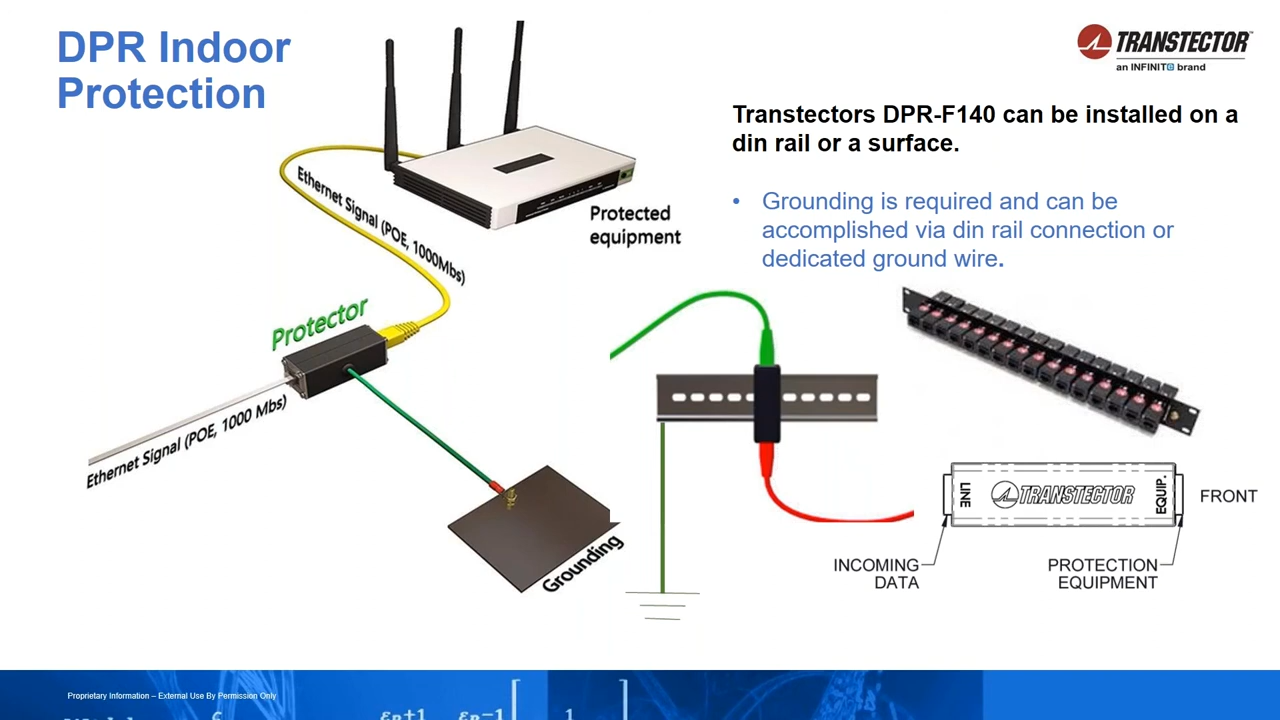 DPR Indoor
Protection
TRANSTECTOR
an INFINIT@ brand
Transtectors DPR-F140 can be installed on a
din rail or a surface.
• Grounding is required and can be
accomplished via din rail connection or
dedicated ground wire.
Ethernet Signal (POE, 1000Mbs)
Protected
equipment
Protector
Ethernet Signal (POE, 1000 Mbs)
Grounding
LINE
TRANSTECTOR
EQUIP.
FRONT
INCOMING
DATA
PROTECTION
EQUIPMENT
Proprietary Information – External Use By Permission Only